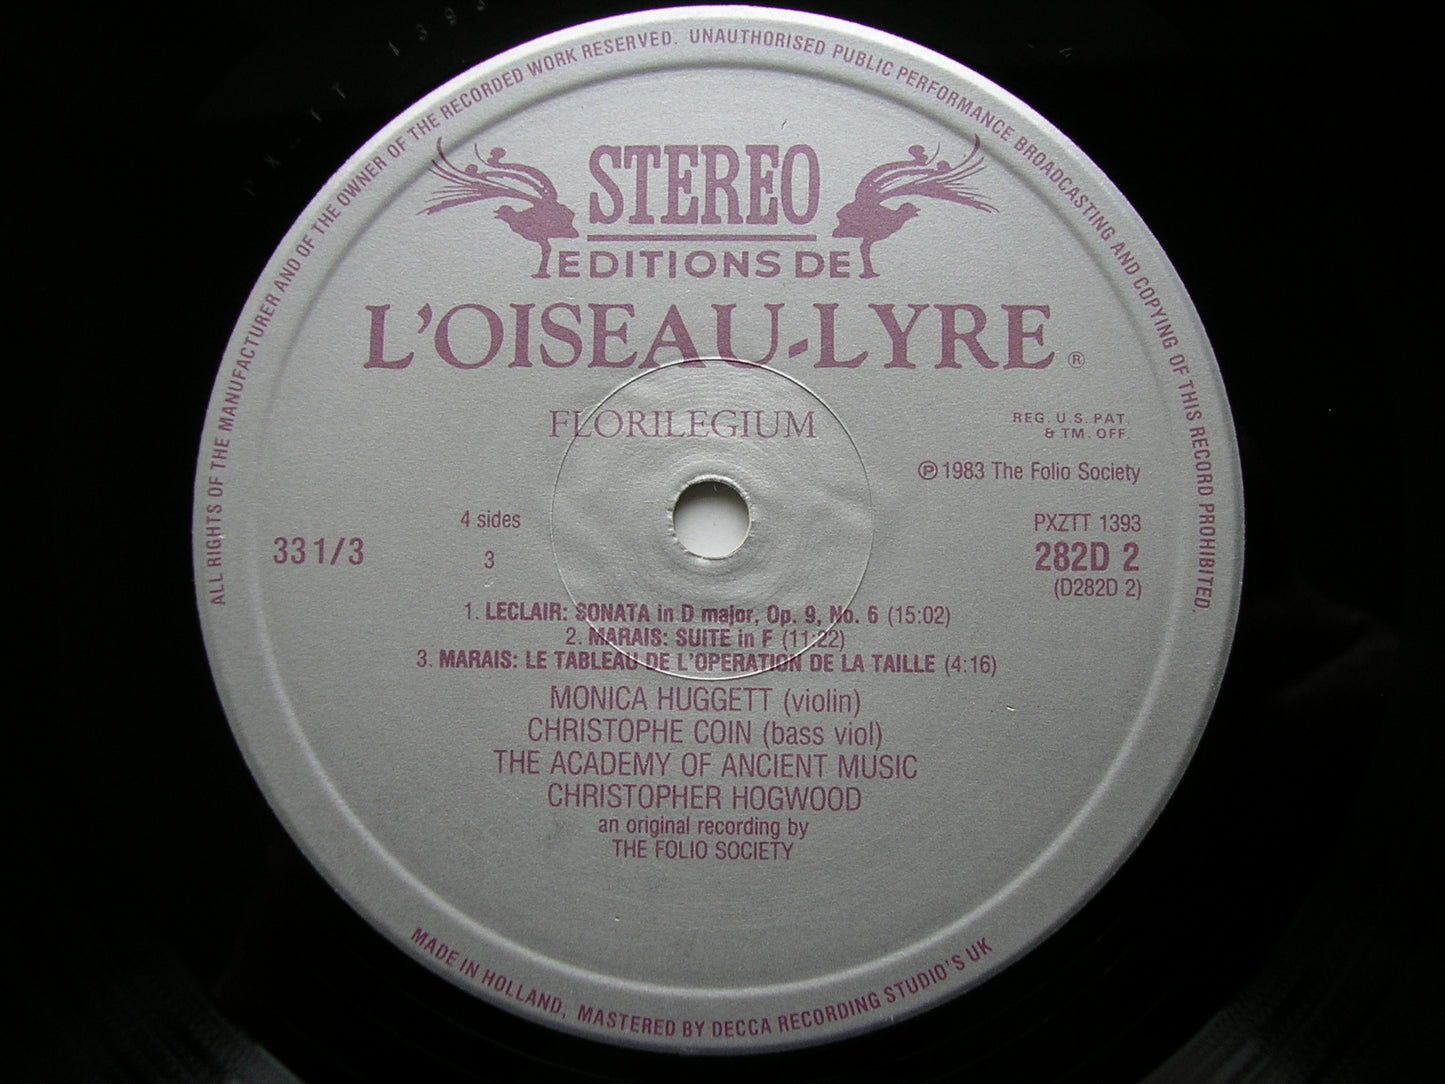 ALL RIGHTS OF THE MANUFACTURER AND OF THE OWNER OF THE RECORDED WORK RESERVED. UNAUTHORISED PUBLIC PERFORMANCE BROADCASTING AND COPYING OF THIS RECORD PROHIBITED.
STEREO
EDITIONS DE
L'OISEAU-LYRE ®
FLORILEGIUM
REG. U.S. PAT.
& TM. OFF.
℗ 1983 The Folio Society
4 sides
PXZTT 1393
33 1/3
3
282D 2
(D282D 2)
1. LECLAIR: SONATA in D major, Op. 9, No. 6 (15:02)
2. MARAIS: SUITE in F (11:22)
3. MARAIS: LE TABLEAU DE L'OPERATION DE LA TAILLE (4:16)
MONICA HUGGETT (violin)
CHRISTOPHE COIN (bass viol)
THE ACADEMY OF ANCIENT MUSIC
CHRISTOPHER HOGWOOD
an original recording by
THE FOLIO SOCIETY
MADE IN HOLLAND, MASTERED BY DECCA RECORDING STUDIO'S UK